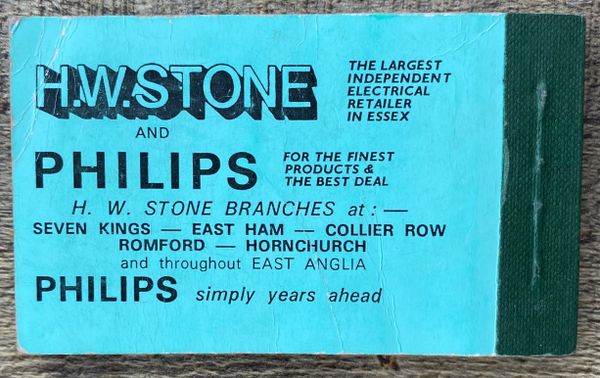 H.W.STONE
THE LARGEST
INDEPENDENT
ELECTRICAL
RETAILER
IN ESSEX
AND
PHILIPS
FOR THE FINEST
PRODUCTS &
THE BEST DEAL
H. W. STONE BRANCHES at : —
SEVEN KINGS — EAST HAM — COLLIER ROW
ROMFORD — HORNCHURCH
and throughout EAST ANGLIA
PHILIPS simply years ahead